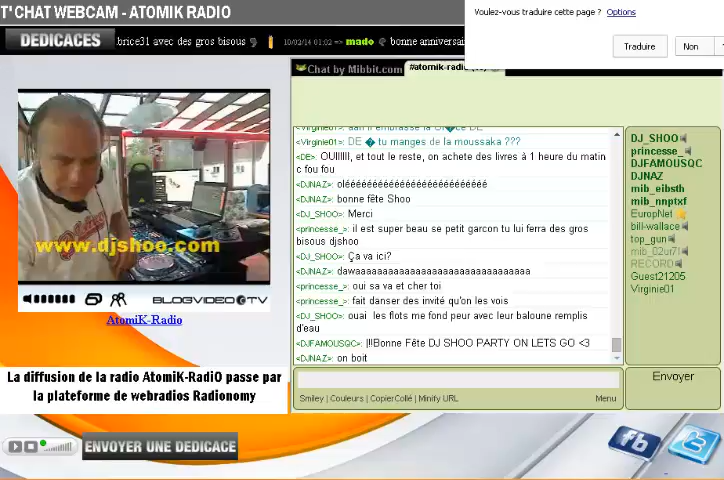 T'CHAT WEBCAM - ATOMIK RADIO
Voulez-vous traduire cette page ? Options
Traduire
Non
DEDICACES
brice31 avec des gros bisous
10/02/14 01:02 => mado
bonne anniversai
Chat by Mibbit.com
#atomik-radio
<Virginie01>: DE � tu manges de la moussaka ???
<DE>: OUIIIIII, et tout le reste, on achete des livres à 1 heure du matin
c fou fou
<DJNAZ>: bonne fête Shoo
<DJ_SHOO>: Merci
<princesse_>: il est super beau se petit garcon tu lui ferra des gros
bisous djshoo
<DJ_SHOO>: Ça va ici?
<princesse_>: oui sa va et cher toi
<princesse_>: fait danser des invité qu'on les vois
<DJ_SHOO>: ouai les flots me fond peur avec leur baloune remplis
d'eau
<DJFAMOUSQC>: |!!Bonne Fête DJ SHOO PARTY ON LETS GO <3
<DJNAZ>: on boit
DJ_SHOO
princesse_
DJFAMOUSQC
DJNAZ
mib_eibsth
mib_nnptxf
EuropNet
bill-wallace
top_gun
mib_02ur7l
RECORD
Guest21205
Virginie01
www.djshoo.com
BLOGVIDEO TV
AtomiK-Radio
La diffusion de la radio AtomiK-RadiO passe par
la plateforme de webradios Radionomy
Envoyer
Smiley | Couleurs | CopierCollé | Minify URL
Menu
ENVOYER UNE DEDICACE
fb